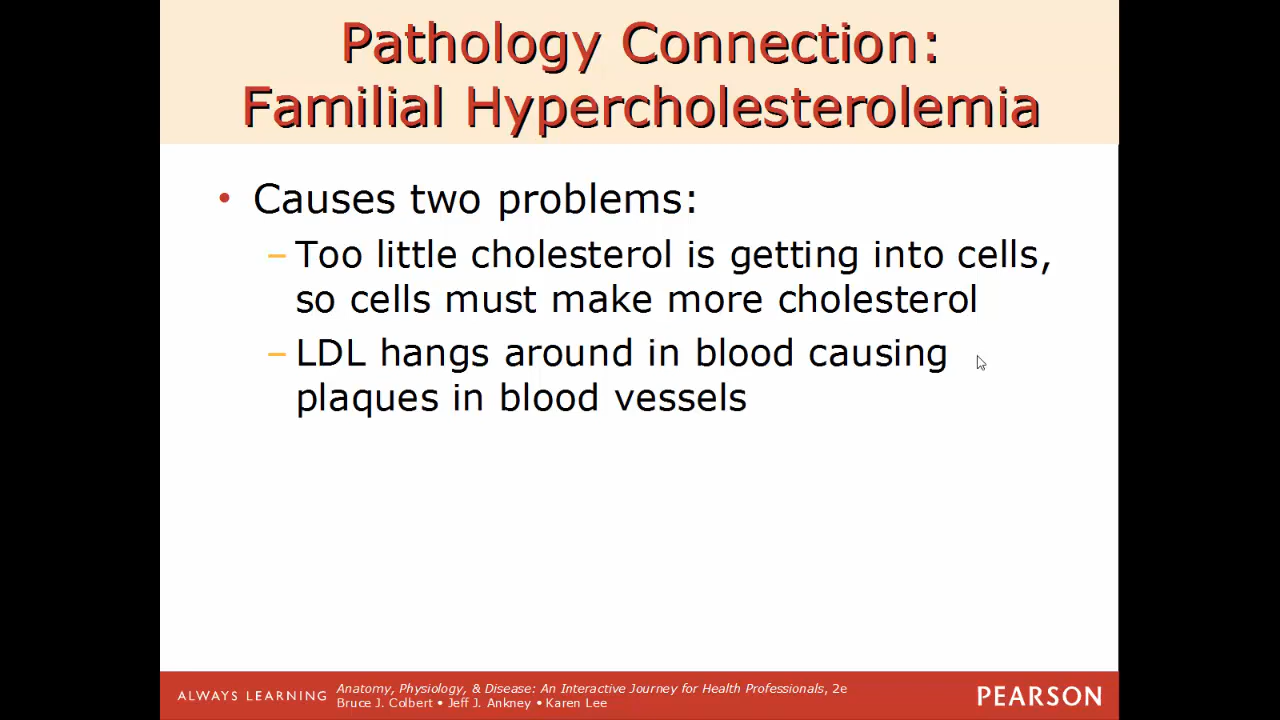 Pathology Connection:
Familial Hypercholesterolemia
• Causes two problems:
– Too little cholesterol is getting into cells,
so cells must make more cholesterol
– LDL hangs around in blood causing
plaques in blood vessels
ALWAYS LEARNING
Anatomy, Physiology, & Disease: An Interactive Journey for Health Professionals, 2e
Bruce J. Colbert • Jeff J. Ankney • Karen Lee
PEARSON